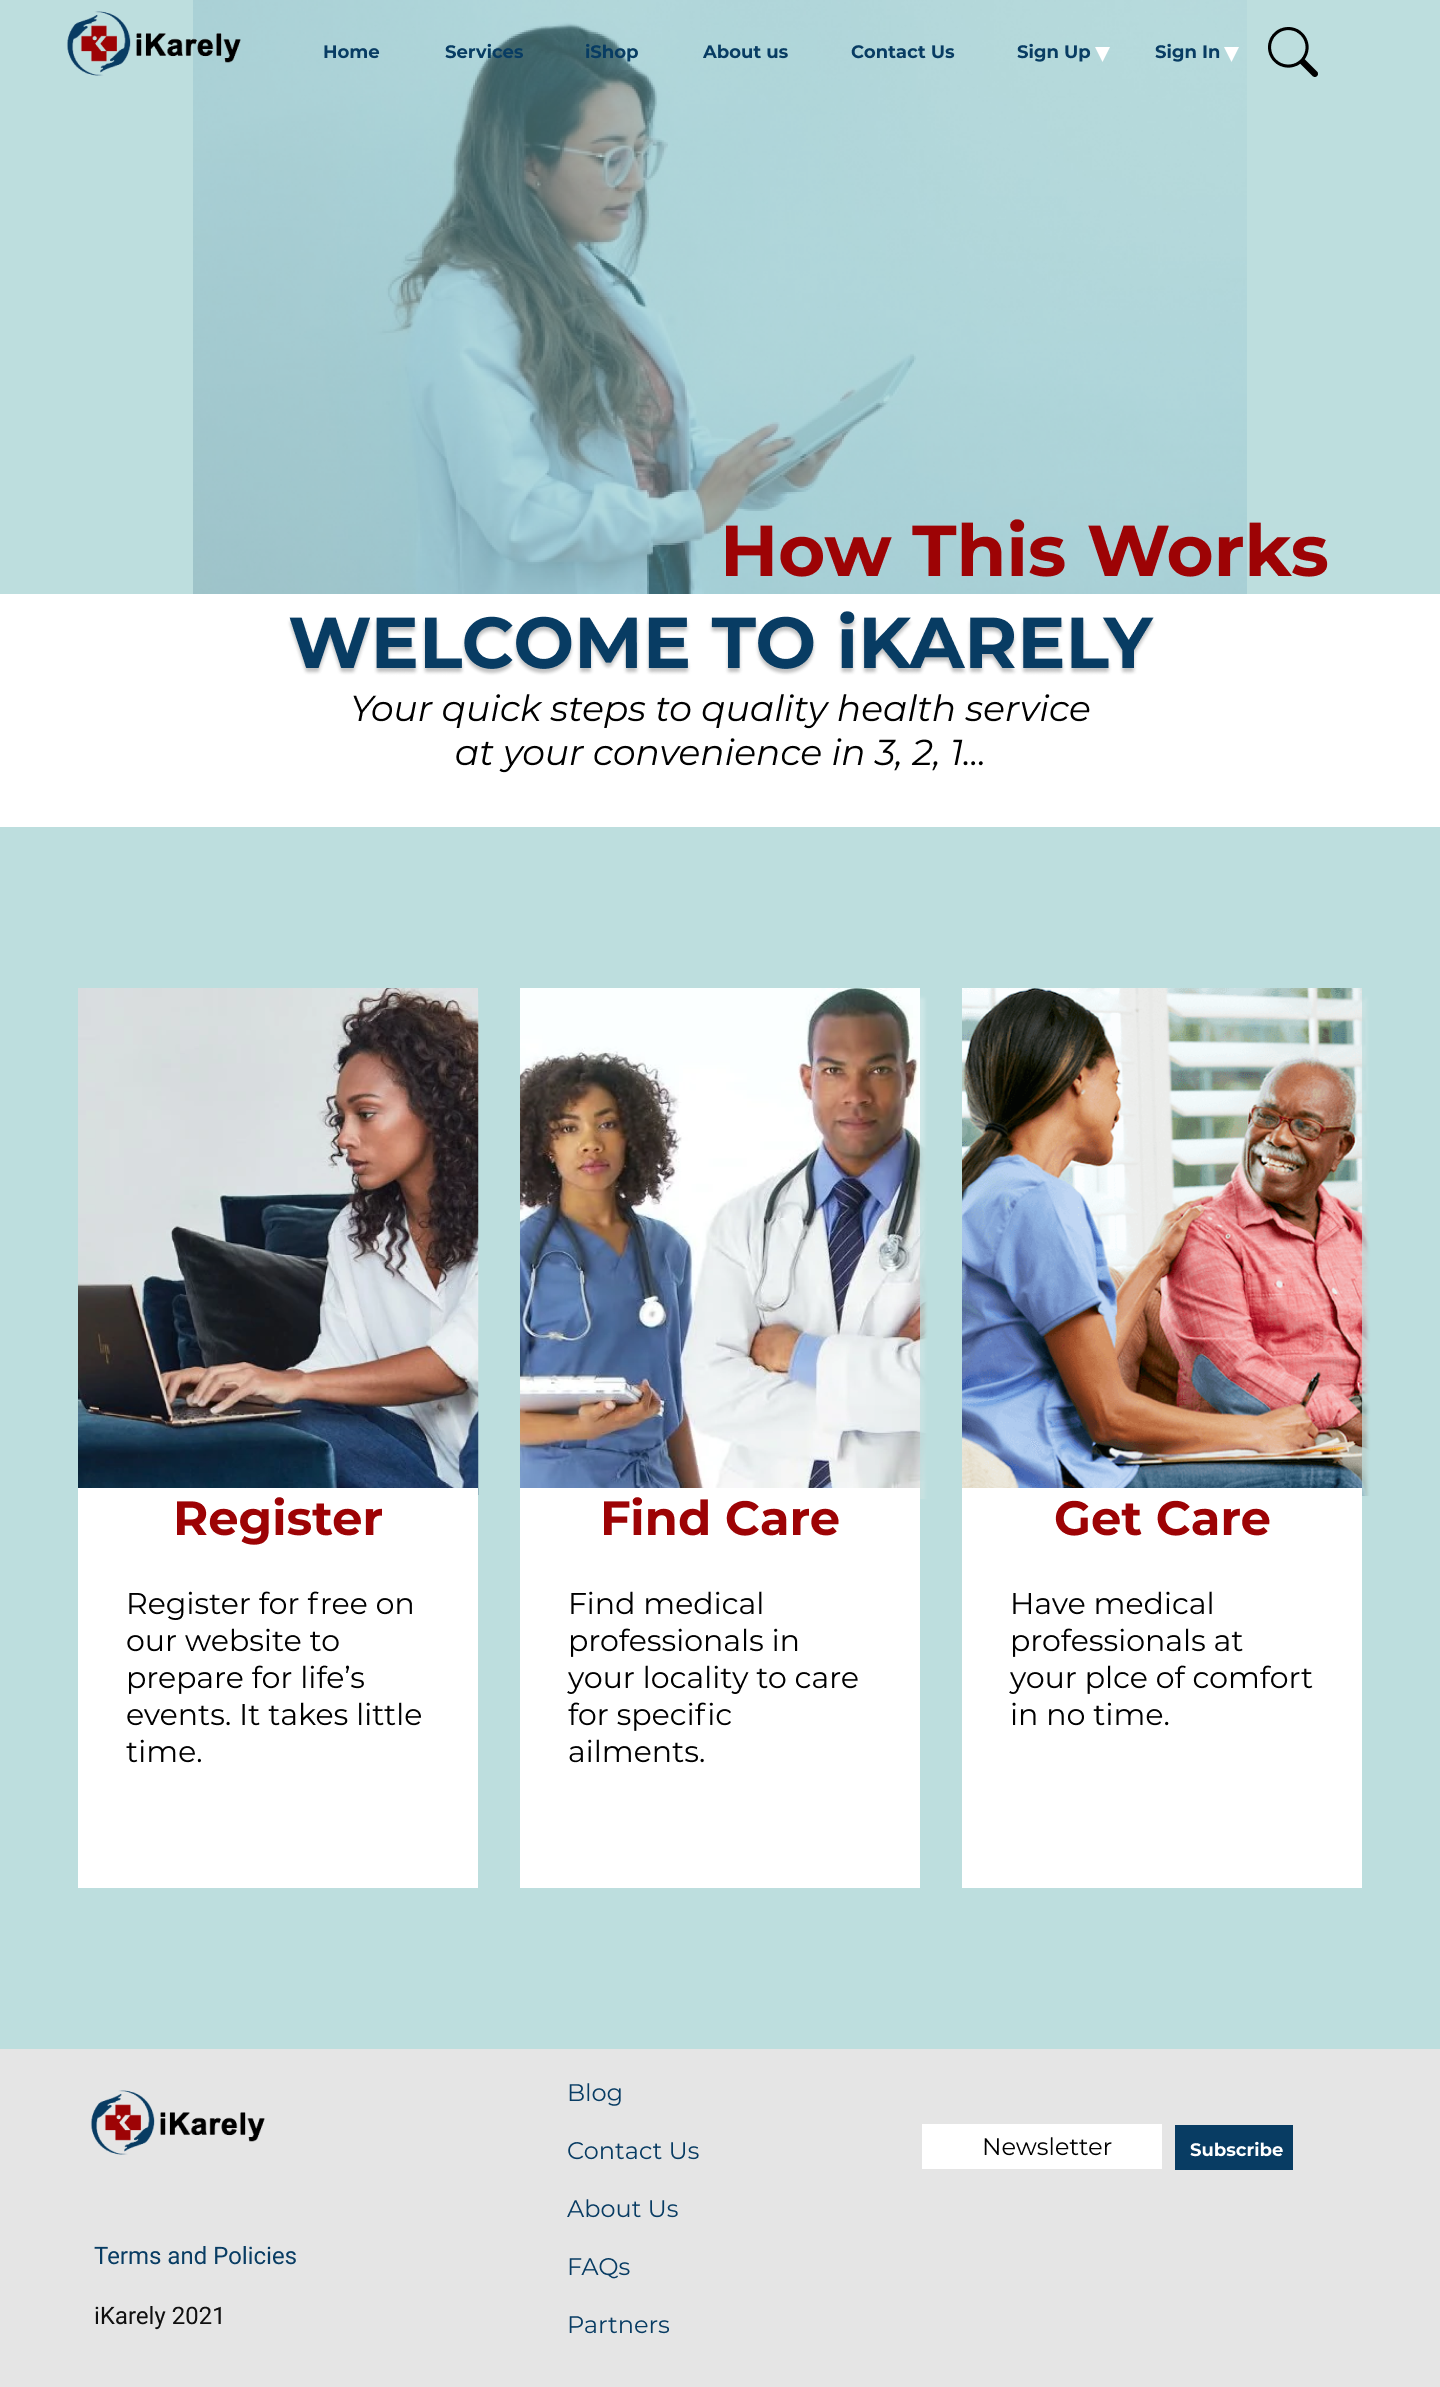 iKarely
Home Services iShop About us Contact Us Sign Up Sign In
How This Works
WELCOME TO iKARELY
Your quick steps to quality health service
at your convenience in 3, 2, 1...
Register
Register for free on
our website to
prepare for life’s
events. It takes little
time.
Find Care
Find medical
professionals in
your locality to care
for specific
ailments.
Get Care
Have medical
professionals at
your plce of comfort
in no time.
iKarely
Terms and Policies
iKarely 2021
Blog
Contact Us
About Us
FAQs
Partners
Newsletter
Subscribe